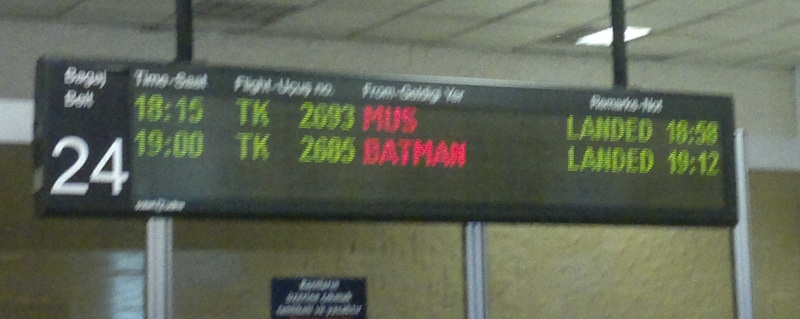 Bagaj
Belt
24
Time-Saat Flight-Uçuş no From-Geldiği Yer Remarks-Not
18:15 TK 2693 MUS LANDED 18:58
19:00 TK 2685 BATMAN LANDED 19:12